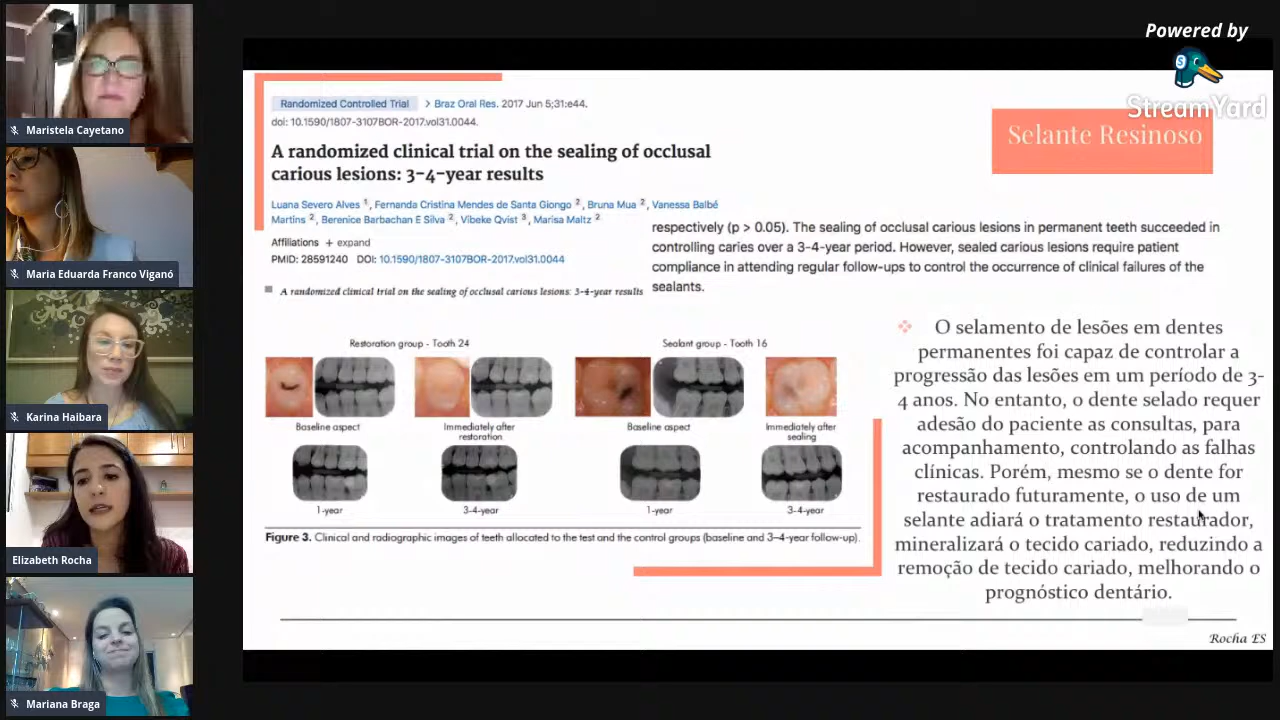 Powered by
StreamYard
Maristela Cayetano
Maria Eduarda Franco Viganó
Karina Haibara
Elizabeth Rocha
Mariana Braga
Selante Resinoso
Randomized Controlled Trial > Braz Oral Res. 2017 Jun 5;31:e44.
doi: 10.1590/1807-3107BOR-2017.vol31.0044.
A randomized clinical trial on the sealing of occlusal
carious lesions: 3-4-year results
Luana Severo Alves 1, Fernanda Cristina Mendes de Santa Giongo 2, Bruna Mua 2, Vanessa Balbé
Martins 2, Berenice Barbachan E Silva 2, Vibeke Qvist 3, Marisa Maltz 2
Affiliations + expand
PMID: 28591240 DOI: 10.1590/1807-3107BOR-2017.vol31.0044
respectively (p > 0.05). The sealing of occlusal carious lesions in permanent teeth succeeded in
controlling caries over a 3-4-year period. However, sealed carious lesions require patient
compliance in attending regular follow-ups to control the occurrence of clinical failures of the
sealants.
A randomized clinical trial on the sealing of occlusal carious lesions: 3-4-year results
Restoration group - Tooth 24
Sealant group - Tooth 16
Baseline aspect
Immediately after
restoration
Baseline aspect
Immediately after
sealing
1-year
3-4-year
1-year
3-4-year
Figure 3. Clinical and radiographic images of teeth allocated to the test and the control groups (baseline and 3–4-year follow-up).
❖ O selamento de lesões em dentes
permanentes foi capaz de controlar a
progressão das lesões em um período de 3-
4 anos. No entanto, o dente selado requer
adesão do paciente as consultas, para
acompanhamento, controlando as falhas
clínicas. Porém, mesmo se o dente for
restaurado futuramente, o uso de um
selante adiará o tratamento restaurador,
mineralizará o tecido cariado, reduzindo a
remoção de tecido cariado, melhorando o
prognóstico dentário.
Rocha ES